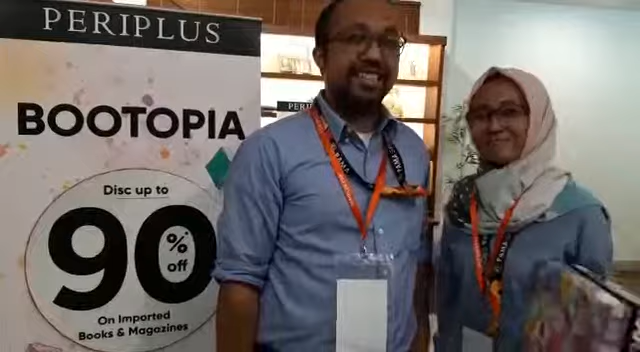 PERIPLUS
BOOTOPIA
Disc up to
90% off
On Imported
Books & Magazines